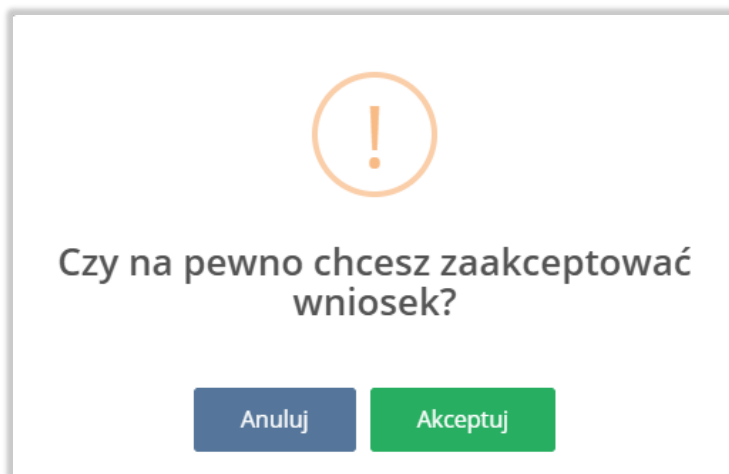 !
Czy na pewno chcesz zaakceptować
wniosek?
Anuluj
Akceptuj